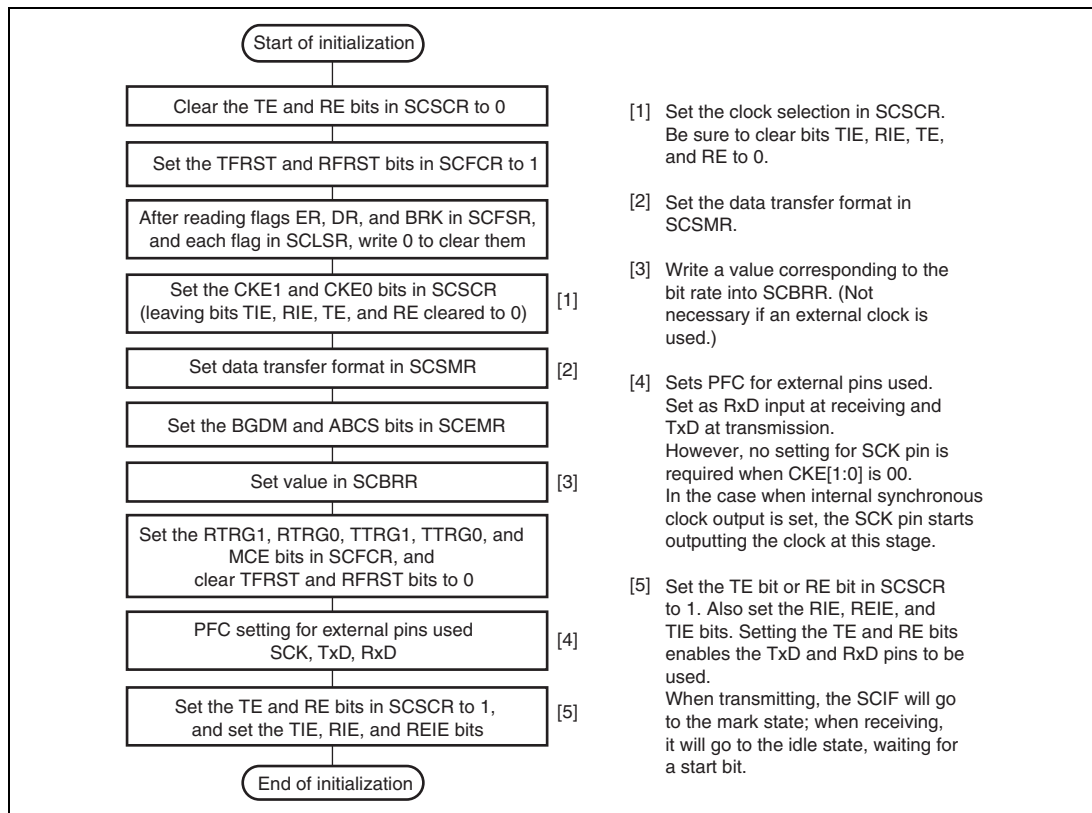 Start of initialization
Clear the TE and RE bits in SCSCR to 0
Set the TFRST and RFRST bits in SCFCR to 1
After reading flags ER, DR, and BRK in SCFSR,
and each flag in SCLSR, write 0 to clear them
Set the CKE1 and CKE0 bits in SCSCR
(leaving bits TIE, RIE, TE, and RE cleared to 0)
[1]
Set data transfer format in SCSMR
[2]
Set the BGDM and ABCS bits in SCEMR
Set value in SCBRR
[3]
Set the RTRG1, RTRG0, TTRG1, TTRG0, and
MCE bits in SCFCR, and
clear TFRST and RFRST bits to 0
PFC setting for external pins used
SCK, TxD, RxD
[4]
Set the TE and RE bits in SCSCR to 1,
and set the TIE, RIE, and REIE bits
[5]
End of initialization
[1] Set the clock selection in SCSCR.
Be sure to clear bits TIE, RIE, TE,
and RE to 0.
[2] Set the data transfer format in
SCSMR.
[3] Write a value corresponding to the
bit rate into SCBRR. (Not
necessary if an external clock is
used.)
[4] Sets PFC for external pins used.
Set as RxD input at receiving and
TxD at transmission.
However, no setting for SCK pin is
required when CKE[1:0] is 00.
In the case when internal synchronous
clock output is set, the SCK pin starts
outputting the clock at this stage.
[5] Set the TE bit or RE bit in SCSCR
to 1. Also set the RIE, REIE, and
TIE bits. Setting the TE and RE bits
enables the TxD and RxD pins to be
used.
When transmitting, the SCIF will go
to the mark state; when receiving,
it will go to the idle state, waiting for
a start bit.